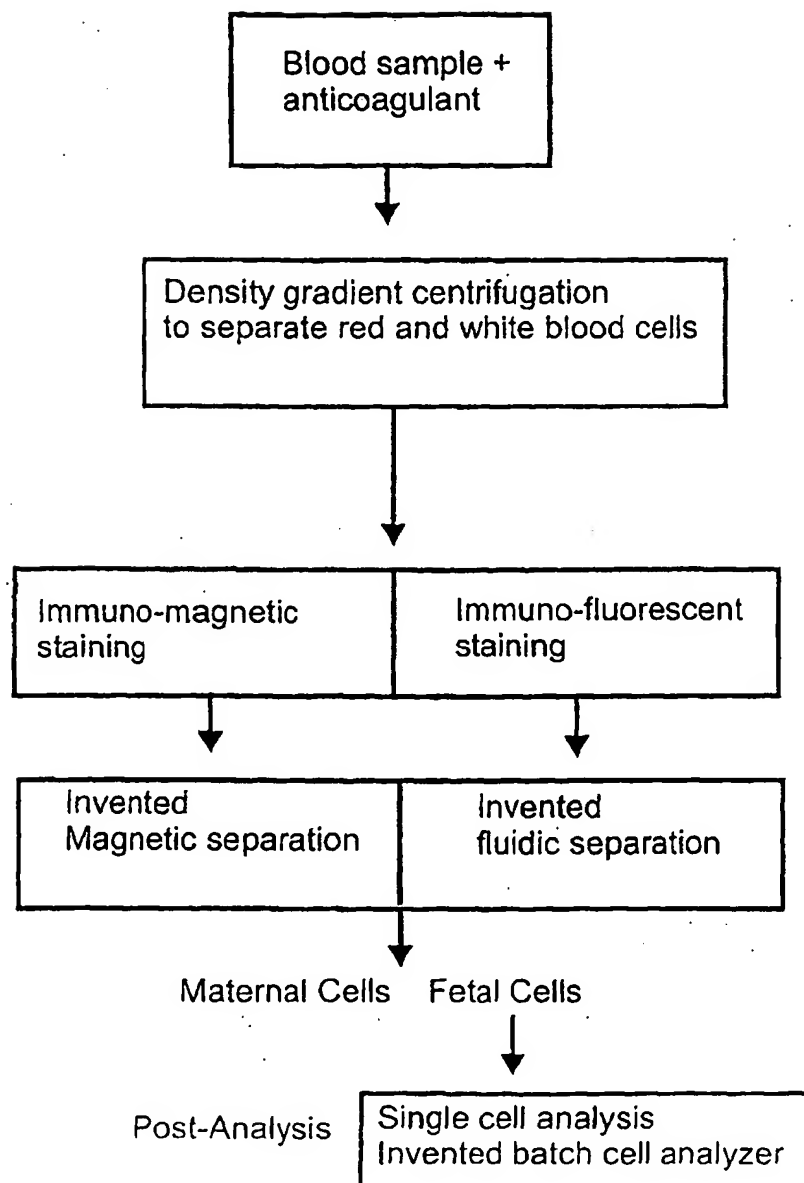 Blood sample +
anticoagulant
Density gradient centrifugation
to separate red and white blood cells
Immuno-magnetic
staining
Immuno-fluorescent
staining
Invented
Magnetic separation
Invented
fluidic separation
Maternal Cells Fetal Cells
Post-Analysis
Single cell analysis
Invented batch cell analyzer